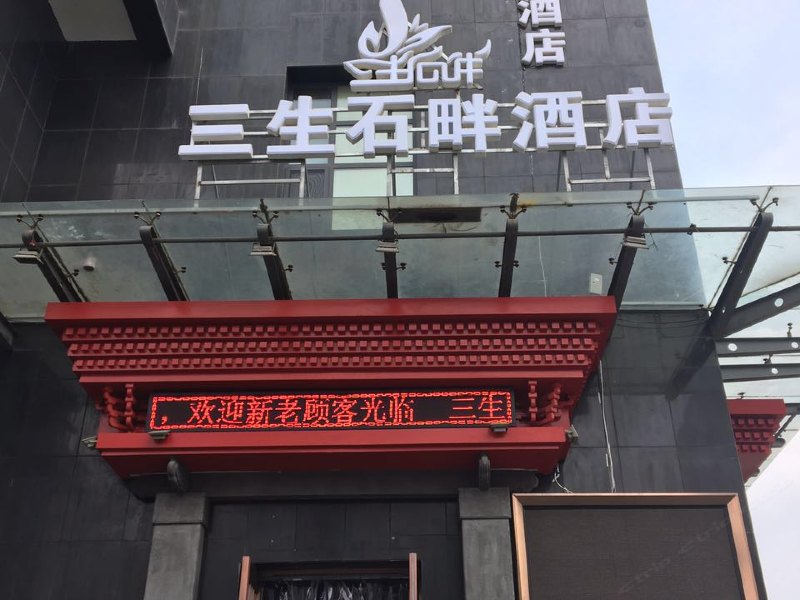 酒店
三生石畔酒店
，欢迎新老顾客光临 三生